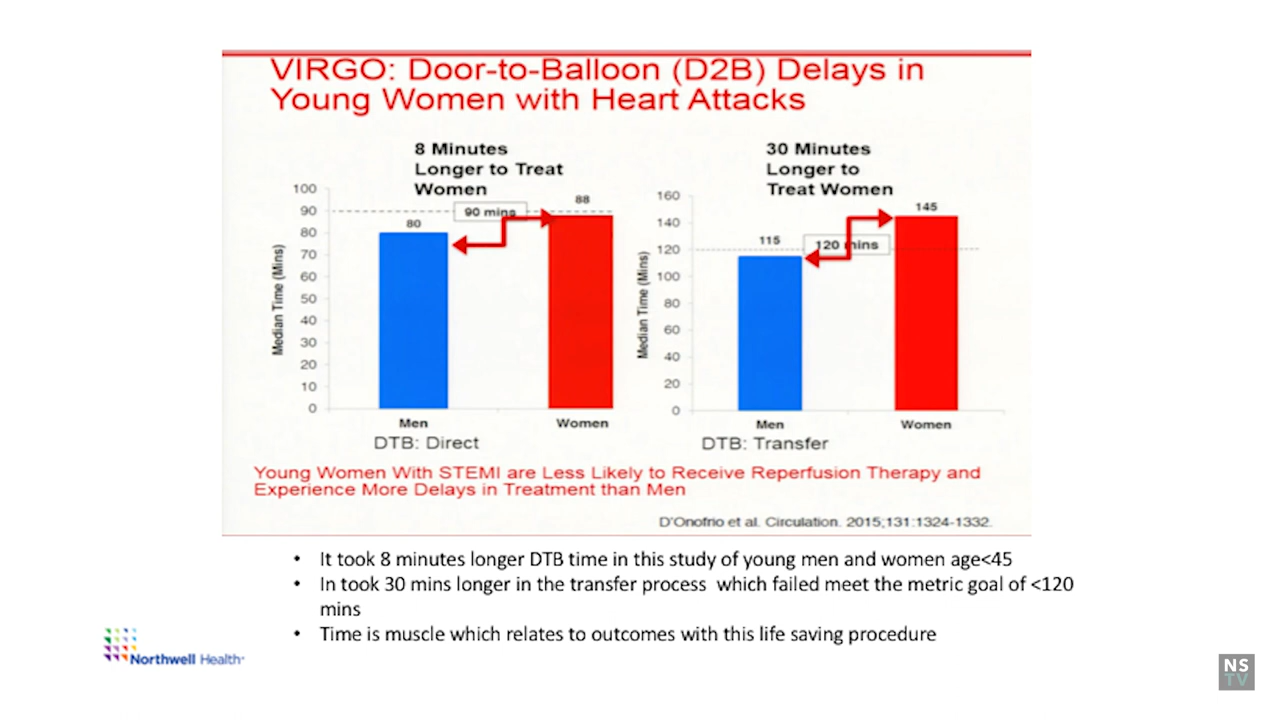 VIRGO: Door-to-Balloon (D2B) Delays in
Young Women with Heart Attacks
8 Minutes
Longer to Treat
Women
100
90
80
70
60
50
40
30
20
10
0
Median Time (Mins)
90 mins
80
88
Men
Women
DTB: Direct
30 Minutes
Longer to
Treat Women
160
140
120
100
80
60
40
20
0
Median Time (Mins)
120 mins
115
145
Men
Women
DTB: Transfer
Young Women With STEMI are Less Likely to Receive Reperfusion Therapy and
Experience More Delays in Treatment than Men
D'Onofrio et al. Circulation. 2015;131:1324-1332.
• It took 8 minutes longer DTB time in this study of young men and women age<45
• In took 30 mins longer in the transfer process which failed meet the metric goal of <120
mins
• Time is muscle which relates to outcomes with this life saving procedure
Northwell Health
NS
TV